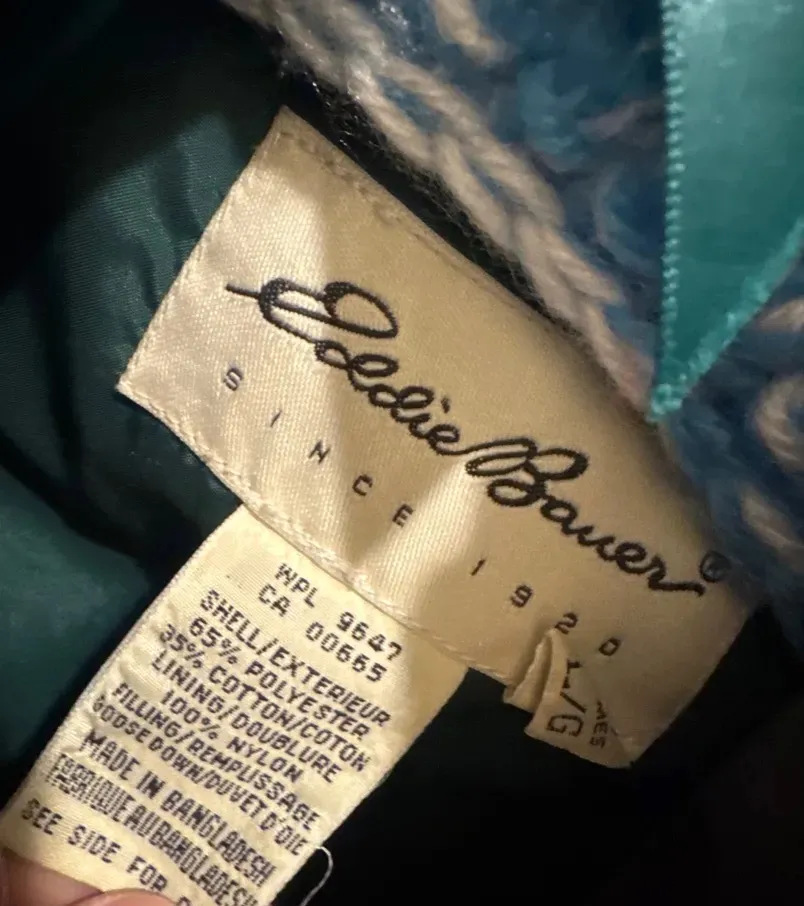 Eddie Bauer®
SINCE 1920
L/G
WPL 9647
CA 00665
SHELL/EXTERIEUR
65% POLYESTER
35% COTTON/COTON
LINING/DOUBLURE
100% NYLON
FILLING/REMPLISSAGE
GOOSE DOWN/DUVET D'OIE
MADE IN BANGLADESH
FABRIQUE AU BANGLADESH
SEE SIDE FOR